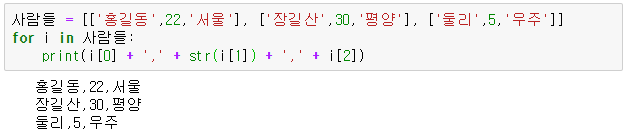 사람들 = [['홍길동',22,'서울'], ['장길산',30,'평양'], ['둘리',5,'우주']]
for i in 사람들:
    print(i[0] + ',' + str(i[1]) + ',' + i[2])
홍길동,22,서울
장길산,30,평양
둘리,5,우주